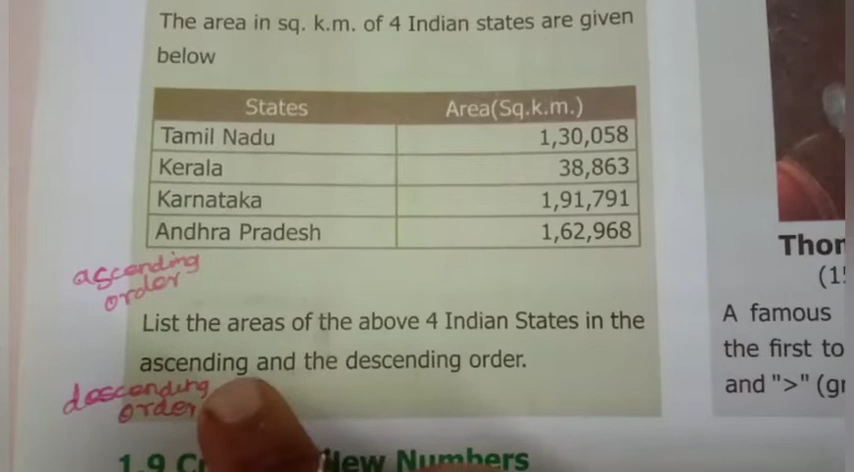 The area in sq. k.m. of 4 Indian states are given
below
States Area(Sq.k.m.)
Tamil Nadu 1,30,058
Kerala 38,863
Karnataka 1,91,791
Andhra Pradesh 1,62,968
ascending
order
List the areas of the above 4 Indian States in the
ascending and the descending order.
descending
order
1.9 New Numbers
(1
A famous
the first to
and ">" (